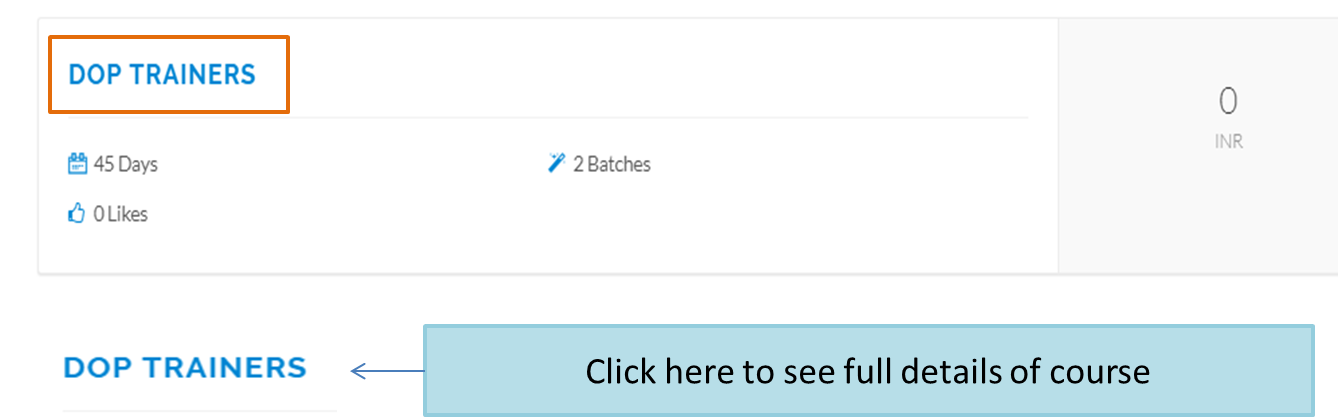 DOP TRAINERS
0
INR
45 Days
2 Batches
0 Likes
DOP TRAINERS
Click here to see full details of course